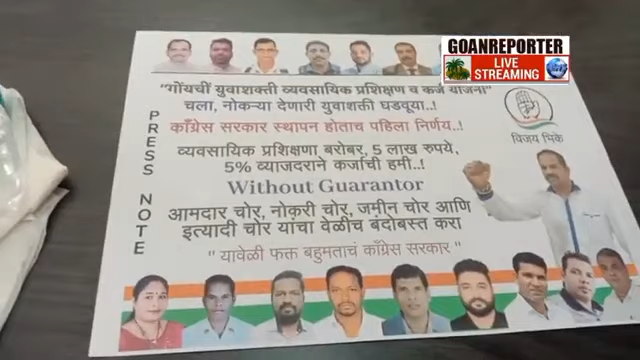 GOANREPORTER
LIVE
STREAMING
"गोंयचीं युवाशक्ती व्यवसायिक प्रशिक्षण व कर्ज योजना"
चला, नोकऱ्या देणारी युवाशक्ती घडवूया..!
काँग्रेस सरकार स्थापन होताच पहिला निर्णय..!
व्यवसायिक प्रशिक्षणा बरोबर, 5 लाख रुपये,
5% व्याजदराने कर्जाची हमी..!
Without Guarantor
आमदार चोर, नोकरी चोर, जमीन चोर आणि
इत्यादी चोर यांचा वेळीच बंदोबस्त करा
" यावेळी फक्त बहुमताचं काँग्रेस सरकार "
PRESS NOTE
विजय भिके